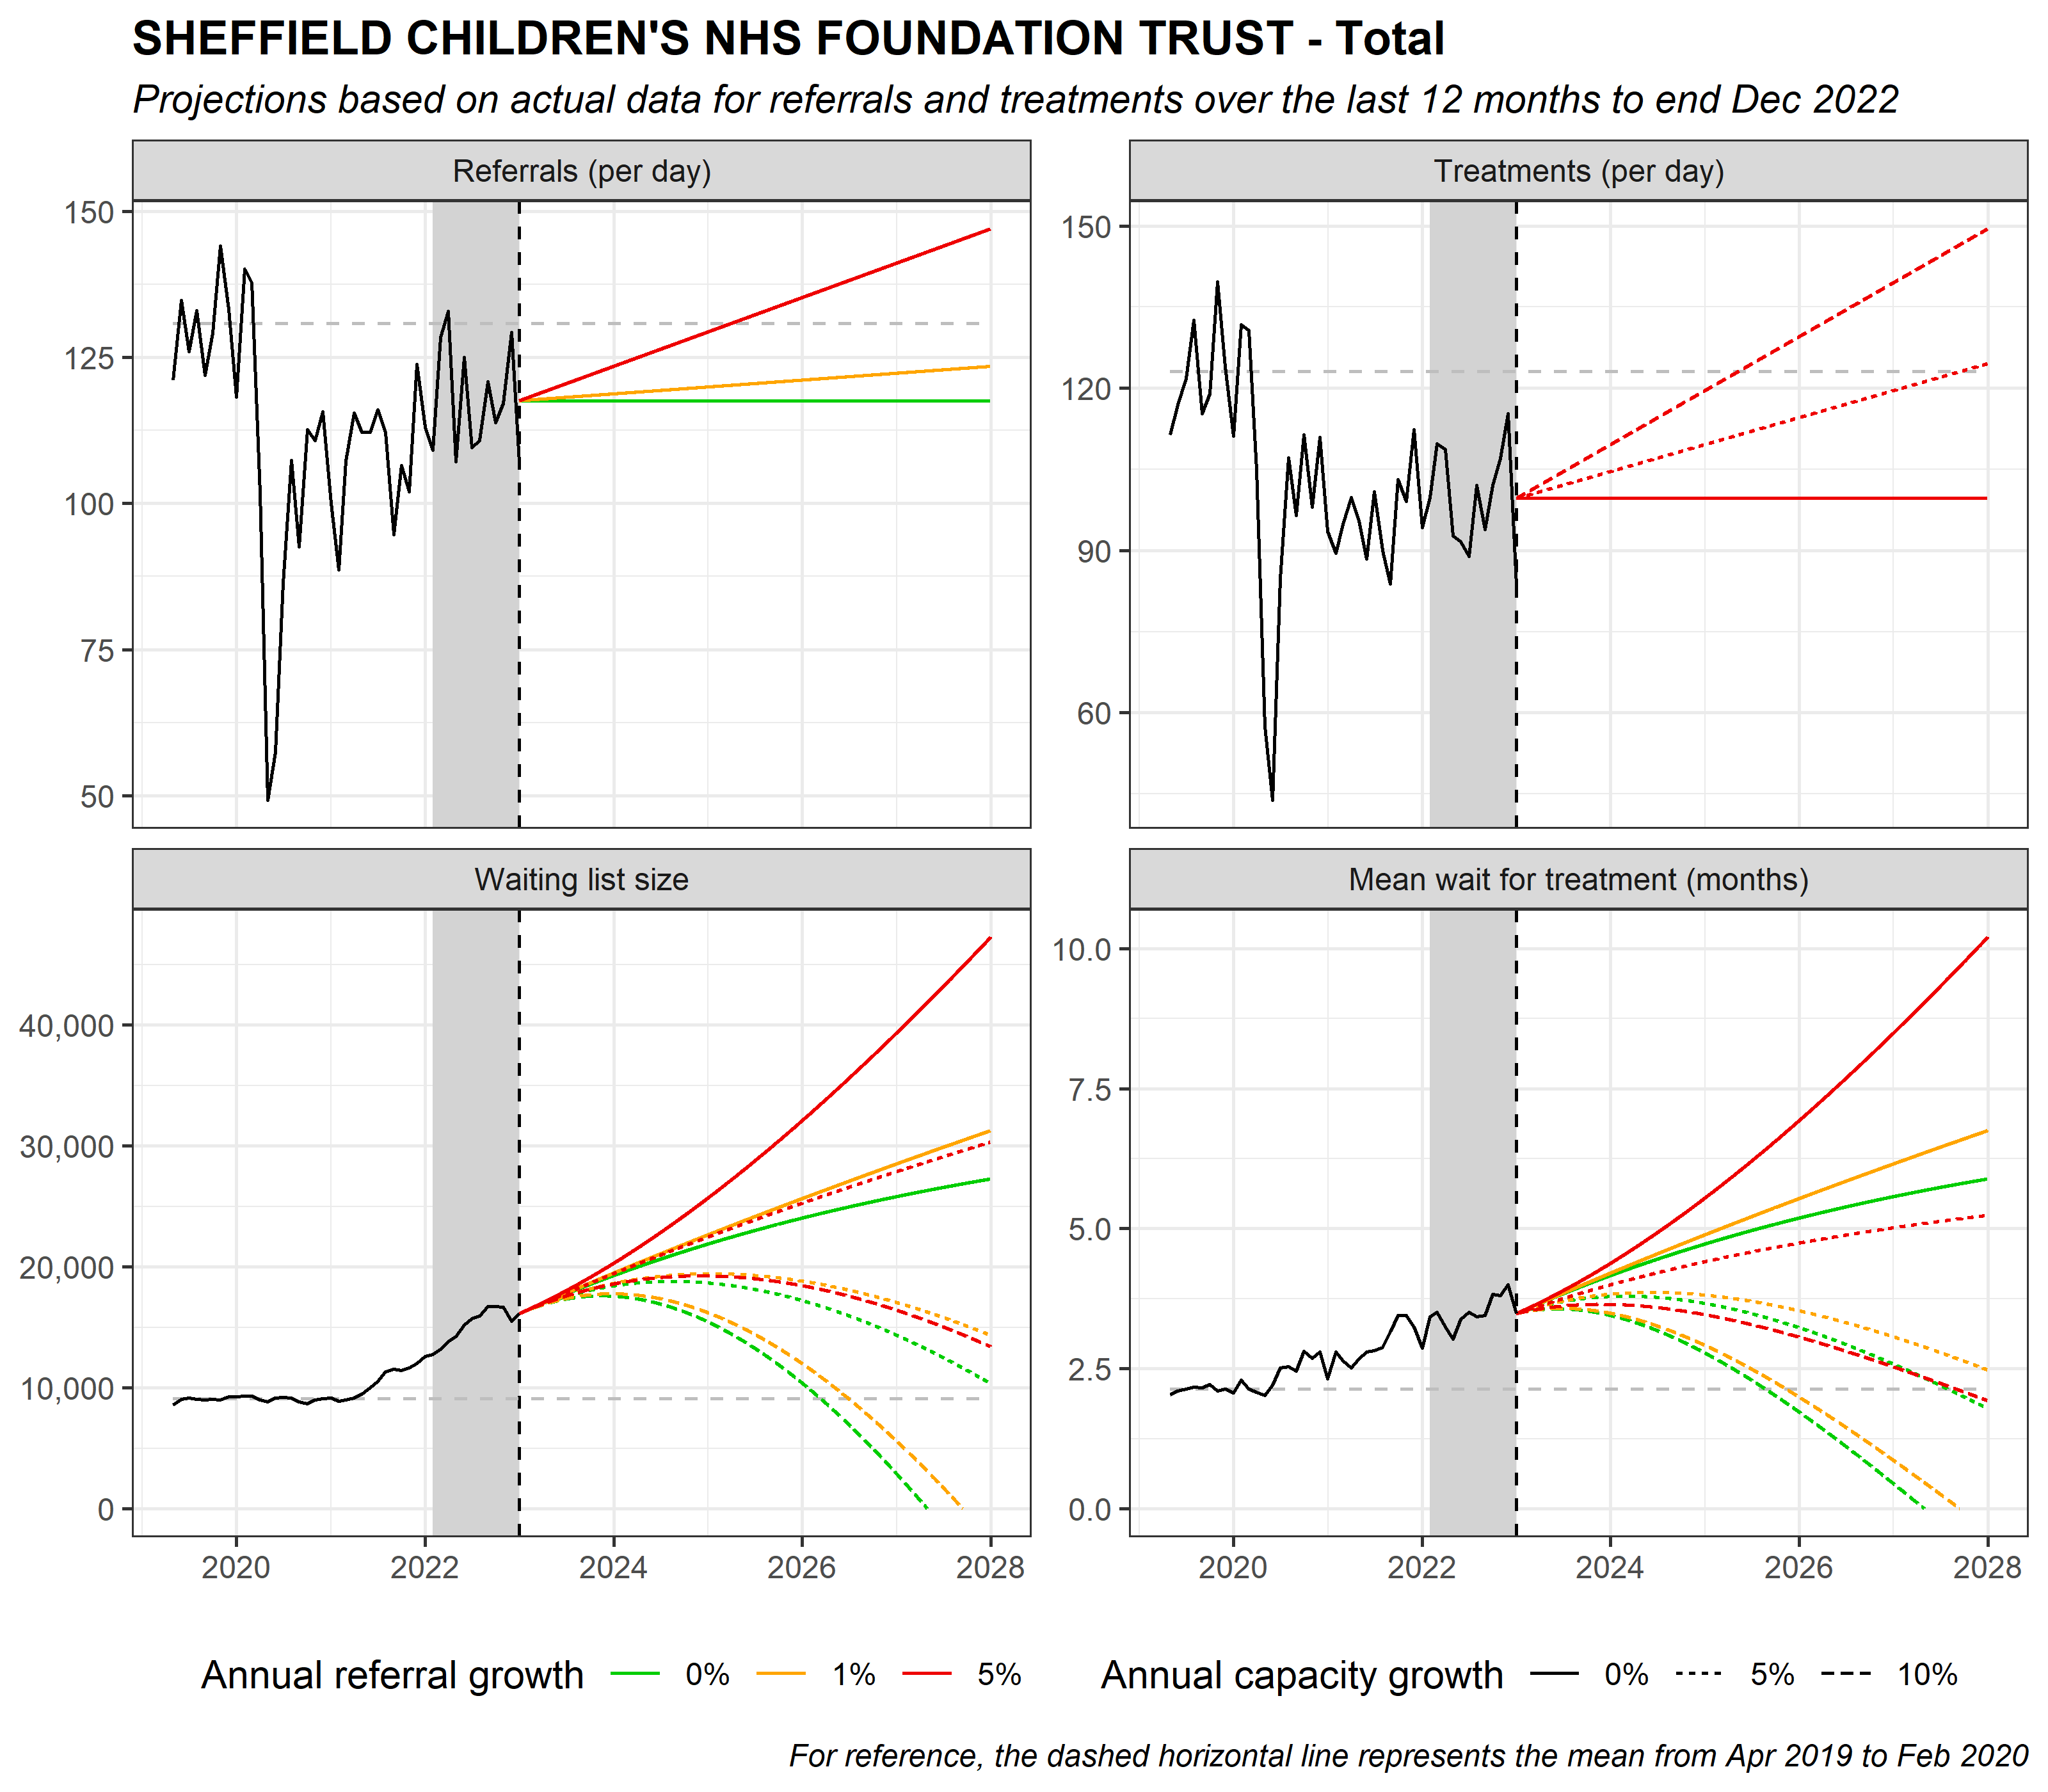 SHEFFIELD CHILDREN'S NHS FOUNDATION TRUST - Total
Projections based on actual data for referrals and treatments over the last 12 months to end Dec 2022
Referrals (per day)
150
125
100
75
50
Treatments (per day)
150
120
90
60
Waiting list size
40,000
30,000
20,000
10,000
0
2020 2022 2024 2026 2028
Mean wait for treatment (months)
10.0
7.5
5.0
2.5
0.0
2020 2022 2024 2026 2028
Annual referral growth 0% 1% 5%
Annual capacity growth 0% 5% 10%
For reference, the dashed horizontal line represents the mean from Apr 2019 to Feb 2020